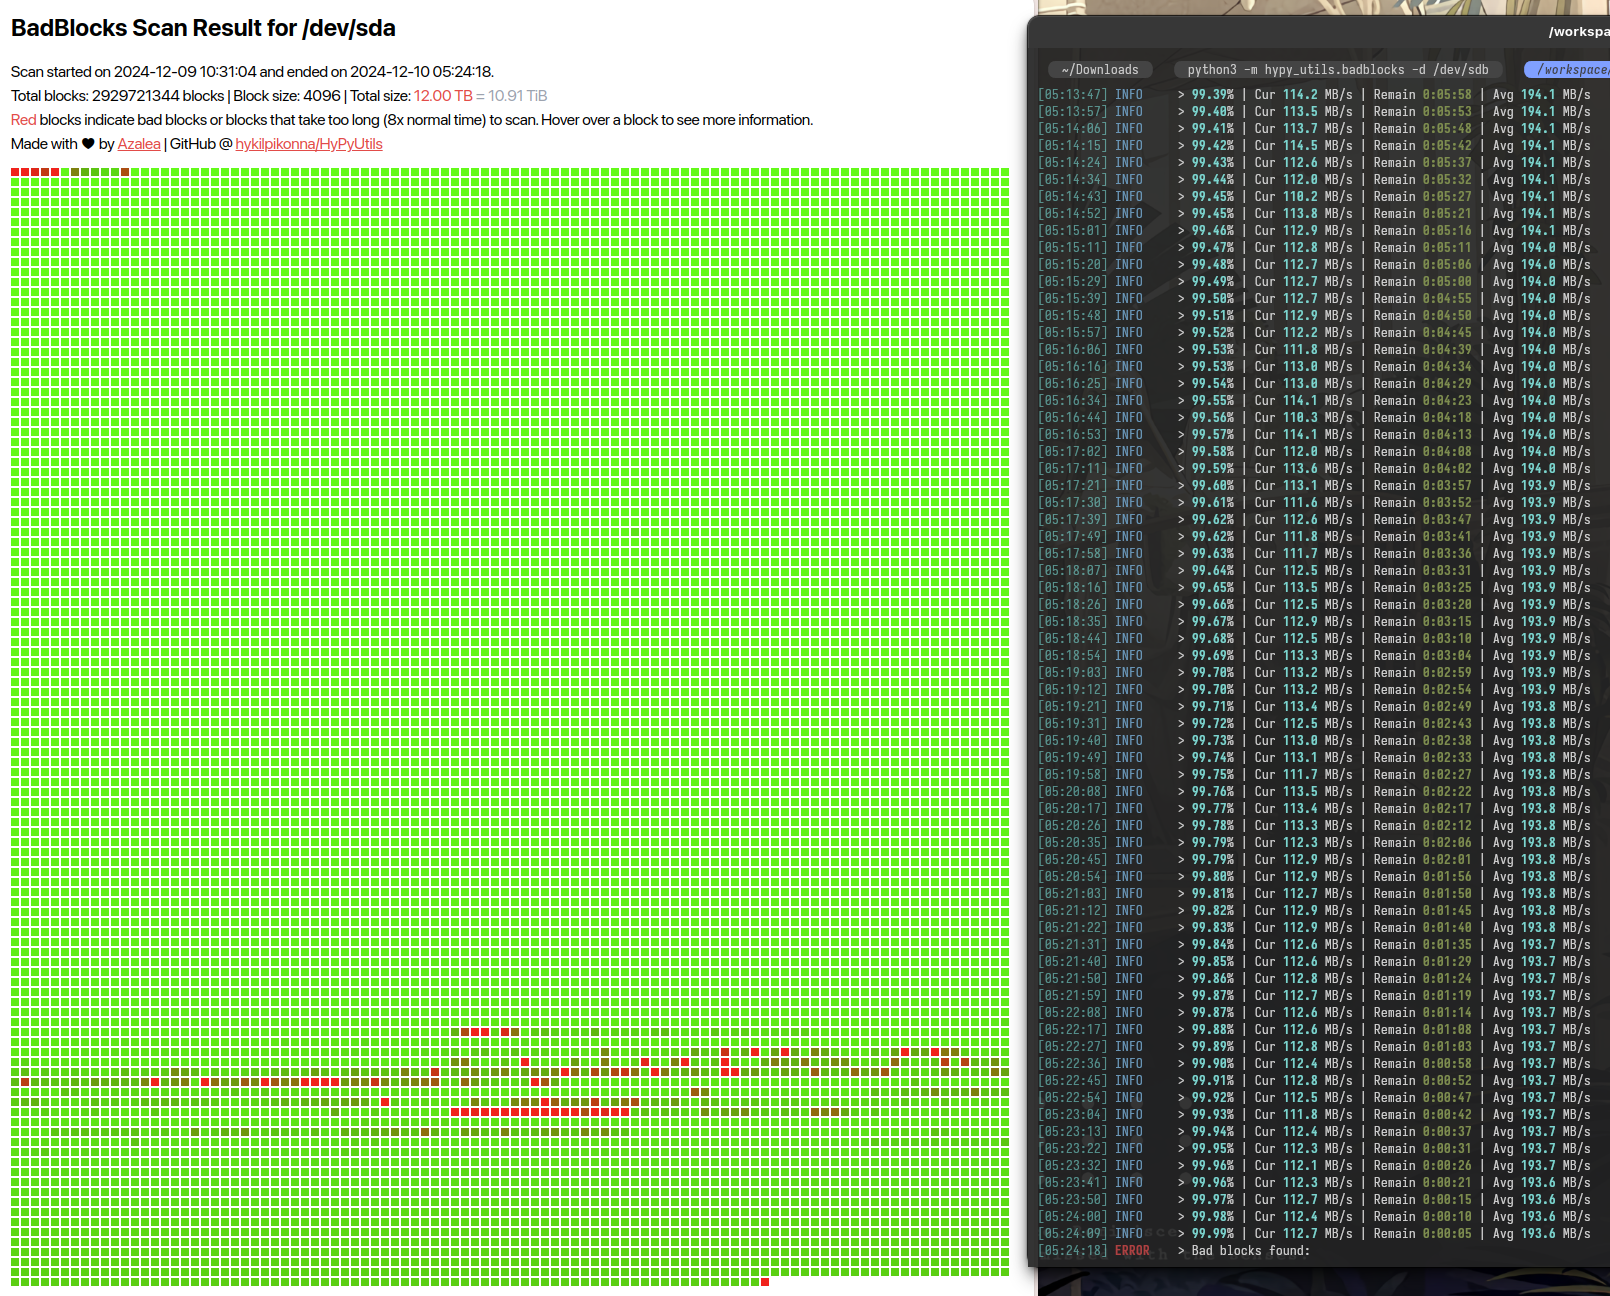 BadBlocks Scan Result for /dev/sda
Scan started on 2024-12-09 10:31:04 and ended on 2024-12-10 05:24:18.
Total blocks: 2929721344 blocks | Block size: 4096 | Total size: 12.00 TB = 10.91 TiB
Red blocks indicate bad blocks or blocks that take too long (8x normal time) to scan. Hover over a block to see more information.
Made with ♥ by Azalea | GitHub @ hykilpikonna/HyPyUtils
/workspa
~/Downloads python3 -m hypy_utils.badblocks -d /dev/sdb /workspace/
[05:13:47] INFO > 99.39% | Cur 114.2 MB/s | Remain 0:05:58 | Avg 194.1 MB/s
[05:13:57] INFO > 99.40% | Cur 113.5 MB/s | Remain 0:05:53 | Avg 194.1 MB/s
[05:14:06] INFO > 99.41% | Cur 113.7 MB/s | Remain 0:05:48 | Avg 194.1 MB/s
[05:14:15] INFO > 99.42% | Cur 114.5 MB/s | Remain 0:05:42 | Avg 194.1 MB/s
[05:14:24] INFO > 99.43% | Cur 112.6 MB/s | Remain 0:05:37 | Avg 194.1 MB/s
[05:14:34] INFO > 99.44% | Cur 112.0 MB/s | Remain 0:05:32 | Avg 194.1 MB/s
[05:14:43] INFO > 99.45% | Cur 110.2 MB/s | Remain 0:05:27 | Avg 194.1 MB/s
[05:14:52] INFO > 99.45% | Cur 113.8 MB/s | Remain 0:05:21 | Avg 194.1 MB/s
[05:15:01] INFO > 99.46% | Cur 112.9 MB/s | Remain 0:05:16 | Avg 194.1 MB/s
[05:15:11] INFO > 99.47% | Cur 112.8 MB/s | Remain 0:05:11 | Avg 194.0 MB/s
[05:15:20] INFO > 99.48% | Cur 112.7 MB/s | Remain 0:05:06 | Avg 194.0 MB/s
[05:15:29] INFO > 99.49% | Cur 112.7 MB/s | Remain 0:05:00 | Avg 194.0 MB/s
[05:15:39] INFO > 99.50% | Cur 112.7 MB/s | Remain 0:04:55 | Avg 194.0 MB/s
[05:15:48] INFO > 99.51% | Cur 112.9 MB/s | Remain 0:04:50 | Avg 194.0 MB/s
[05:15:57] INFO > 99.52% | Cur 112.2 MB/s | Remain 0:04:45 | Avg 194.0 MB/s
[05:16:06] INFO > 99.53% | Cur 111.8 MB/s | Remain 0:04:39 | Avg 194.0 MB/s
[05:16:16] INFO > 99.53% | Cur 113.0 MB/s | Remain 0:04:34 | Avg 194.0 MB/s
[05:16:25] INFO > 99.54% | Cur 113.0 MB/s | Remain 0:04:29 | Avg 194.0 MB/s
[05:16:34] INFO > 99.55% | Cur 114.1 MB/s | Remain 0:04:23 | Avg 194.0 MB/s
[05:16:44] INFO > 99.56% | Cur 110.3 MB/s | Remain 0:04:18 | Avg 194.0 MB/s
[05:16:53] INFO > 99.57% | Cur 114.1 MB/s | Remain 0:04:13 | Avg 194.0 MB/s
[05:17:02] INFO > 99.58% | Cur 112.0 MB/s | Remain 0:04:08 | Avg 194.0 MB/s
[05:17:11] INFO > 99.59% | Cur 113.6 MB/s | Remain 0:04:02 | Avg 194.0 MB/s
[05:17:21] INFO > 99.60% | Cur 113.1 MB/s | Remain 0:03:57 | Avg 193.9 MB/s
[05:17:30] INFO > 99.61% | Cur 111.6 MB/s | Remain 0:03:52 | Avg 193.9 MB/s
[05:17:39] INFO > 99.62% | Cur 112.6 MB/s | Remain 0:03:47 | Avg 193.9 MB/s
[05:17:49] INFO > 99.62% | Cur 111.8 MB/s | Remain 0:03:41 | Avg 193.9 MB/s
[05:17:58] INFO > 99.63% | Cur 111.7 MB/s | Remain 0:03:36 | Avg 193.9 MB/s
[05:18:07] INFO > 99.64% | Cur 112.5 MB/s | Remain 0:03:31 | Avg 193.9 MB/s
[05:18:16] INFO > 99.65% | Cur 113.5 MB/s | Remain 0:03:25 | Avg 193.9 MB/s
[05:18:26] INFO > 99.66% | Cur 112.5 MB/s | Remain 0:03:20 | Avg 193.9 MB/s
[05:18:35] INFO > 99.67% | Cur 112.9 MB/s | Remain 0:03:15 | Avg 193.9 MB/s
[05:18:44] INFO > 99.68% | Cur 112.5 MB/s | Remain 0:03:10 | Avg 193.9 MB/s
[05:18:54] INFO > 99.69% | Cur 113.3 MB/s | Remain 0:03:04 | Avg 193.9 MB/s
[05:19:03] INFO > 99.70% | Cur 113.2 MB/s | Remain 0:02:59 | Avg 193.9 MB/s
[05:19:12] INFO > 99.70% | Cur 113.2 MB/s | Remain 0:02:54 | Avg 193.9 MB/s
[05:19:21] INFO > 99.71% | Cur 113.4 MB/s | Remain 0:02:49 | Avg 193.8 MB/s
[05:19:31] INFO > 99.72% | Cur 112.5 MB/s | Remain 0:02:43 | Avg 193.8 MB/s
[05:19:40] INFO > 99.73% | Cur 113.0 MB/s | Remain 0:02:38 | Avg 193.8 MB/s
[05:19:49] INFO > 99.74% | Cur 113.1 MB/s | Remain 0:02:33 | Avg 193.8 MB/s
[05:19:58] INFO > 99.75% | Cur 111.7 MB/s | Remain 0:02:27 | Avg 193.8 MB/s
[05:20:08] INFO > 99.76% | Cur 113.5 MB/s | Remain 0:02:22 | Avg 193.8 MB/s
[05:20:17] INFO > 99.77% | Cur 113.4 MB/s | Remain 0:02:17 | Avg 193.8 MB/s
[05:20:26] INFO > 99.78% | Cur 113.3 MB/s | Remain 0:02:12 | Avg 193.8 MB/s
[05:20:35] INFO > 99.79% | Cur 112.3 MB/s | Remain 0:02:06 | Avg 193.8 MB/s
[05:20:45] INFO > 99.79% | Cur 112.9 MB/s | Remain 0:02:01 | Avg 193.8 MB/s
[05:20:54] INFO > 99.80% | Cur 112.9 MB/s | Remain 0:01:56 | Avg 193.8 MB/s
[05:21:03] INFO > 99.81% | Cur 112.7 MB/s | Remain 0:01:50 | Avg 193.8 MB/s
[05:21:12] INFO > 99.82% | Cur 112.9 MB/s | Remain 0:01:45 | Avg 193.8 MB/s
[05:21:22] INFO > 99.83% | Cur 112.9 MB/s | Remain 0:01:40 | Avg 193.8 MB/s
[05:21:31] INFO > 99.84% | Cur 112.6 MB/s | Remain 0:01:35 | Avg 193.7 MB/s
[05:21:40] INFO > 99.85% | Cur 112.6 MB/s | Remain 0:01:29 | Avg 193.7 MB/s
[05:21:50] INFO > 99.86% | Cur 112.8 MB/s | Remain 0:01:24 | Avg 193.7 MB/s
[05:21:59] INFO > 99.87% | Cur 112.7 MB/s | Remain 0:01:19 | Avg 193.7 MB/s
[05:22:08] INFO > 99.87% | Cur 112.6 MB/s | Remain 0:01:14 | Avg 193.7 MB/s
[05:22:17] INFO > 99.88% | Cur 112.6 MB/s | Remain 0:01:08 | Avg 193.7 MB/s
[05:22:27] INFO > 99.89% | Cur 112.8 MB/s | Remain 0:01:03 | Avg 193.7 MB/s
[05:22:36] INFO > 99.90% | Cur 112.4 MB/s | Remain 0:00:58 | Avg 193.7 MB/s
[05:22:45] INFO > 99.91% | Cur 112.8 MB/s | Remain 0:00:52 | Avg 193.7 MB/s
[05:22:54] INFO > 99.92% | Cur 112.5 MB/s | Remain 0:00:47 | Avg 193.7 MB/s
[05:23:04] INFO > 99.93% | Cur 111.8 MB/s | Remain 0:00:42 | Avg 193.7 MB/s
[05:23:13] INFO > 99.94% | Cur 112.4 MB/s | Remain 0:00:37 | Avg 193.7 MB/s
[05:23:22] INFO > 99.95% | Cur 112.3 MB/s | Remain 0:00:31 | Avg 193.7 MB/s
[05:23:32] INFO > 99.96% | Cur 112.1 MB/s | Remain 0:00:26 | Avg 193.7 MB/s
[05:23:41] INFO > 99.96% | Cur 112.3 MB/s | Remain 0:00:21 | Avg 193.6 MB/s
[05:23:50] INFO > 99.97% | Cur 112.7 MB/s | Remain 0:00:15 | Avg 193.6 MB/s
[05:24:00] INFO > 99.98% | Cur 112.4 MB/s | Remain 0:00:10 | Avg 193.6 MB/s
[05:24:09] INFO > 99.99% | Cur 112.7 MB/s | Remain 0:00:05 | Avg 193.6 MB/s
[05:24:18] ERROR > Bad blocks found: